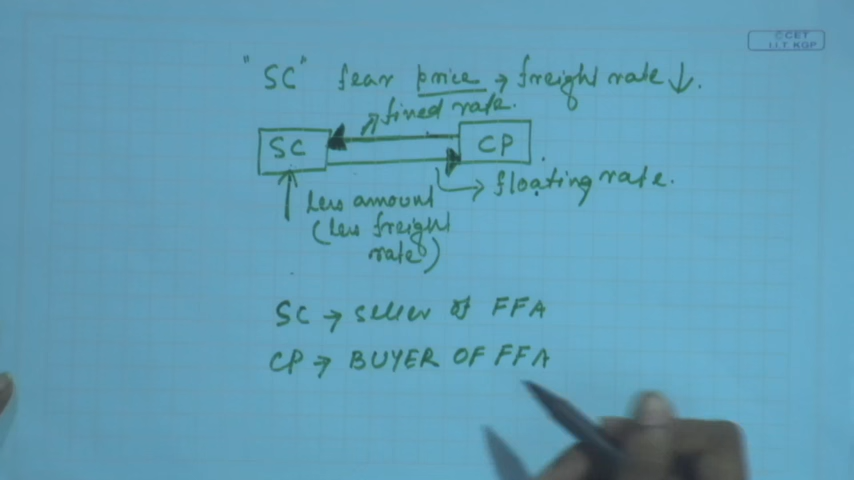 ©CET
I.I.T. KGP
"SC" fear price → freight rate ↓.
fixed rate.
SC
CP
floating rate.
Less amount
(Less freight
rate)
SC → seller of FFA
CP → BUYER OF FFA